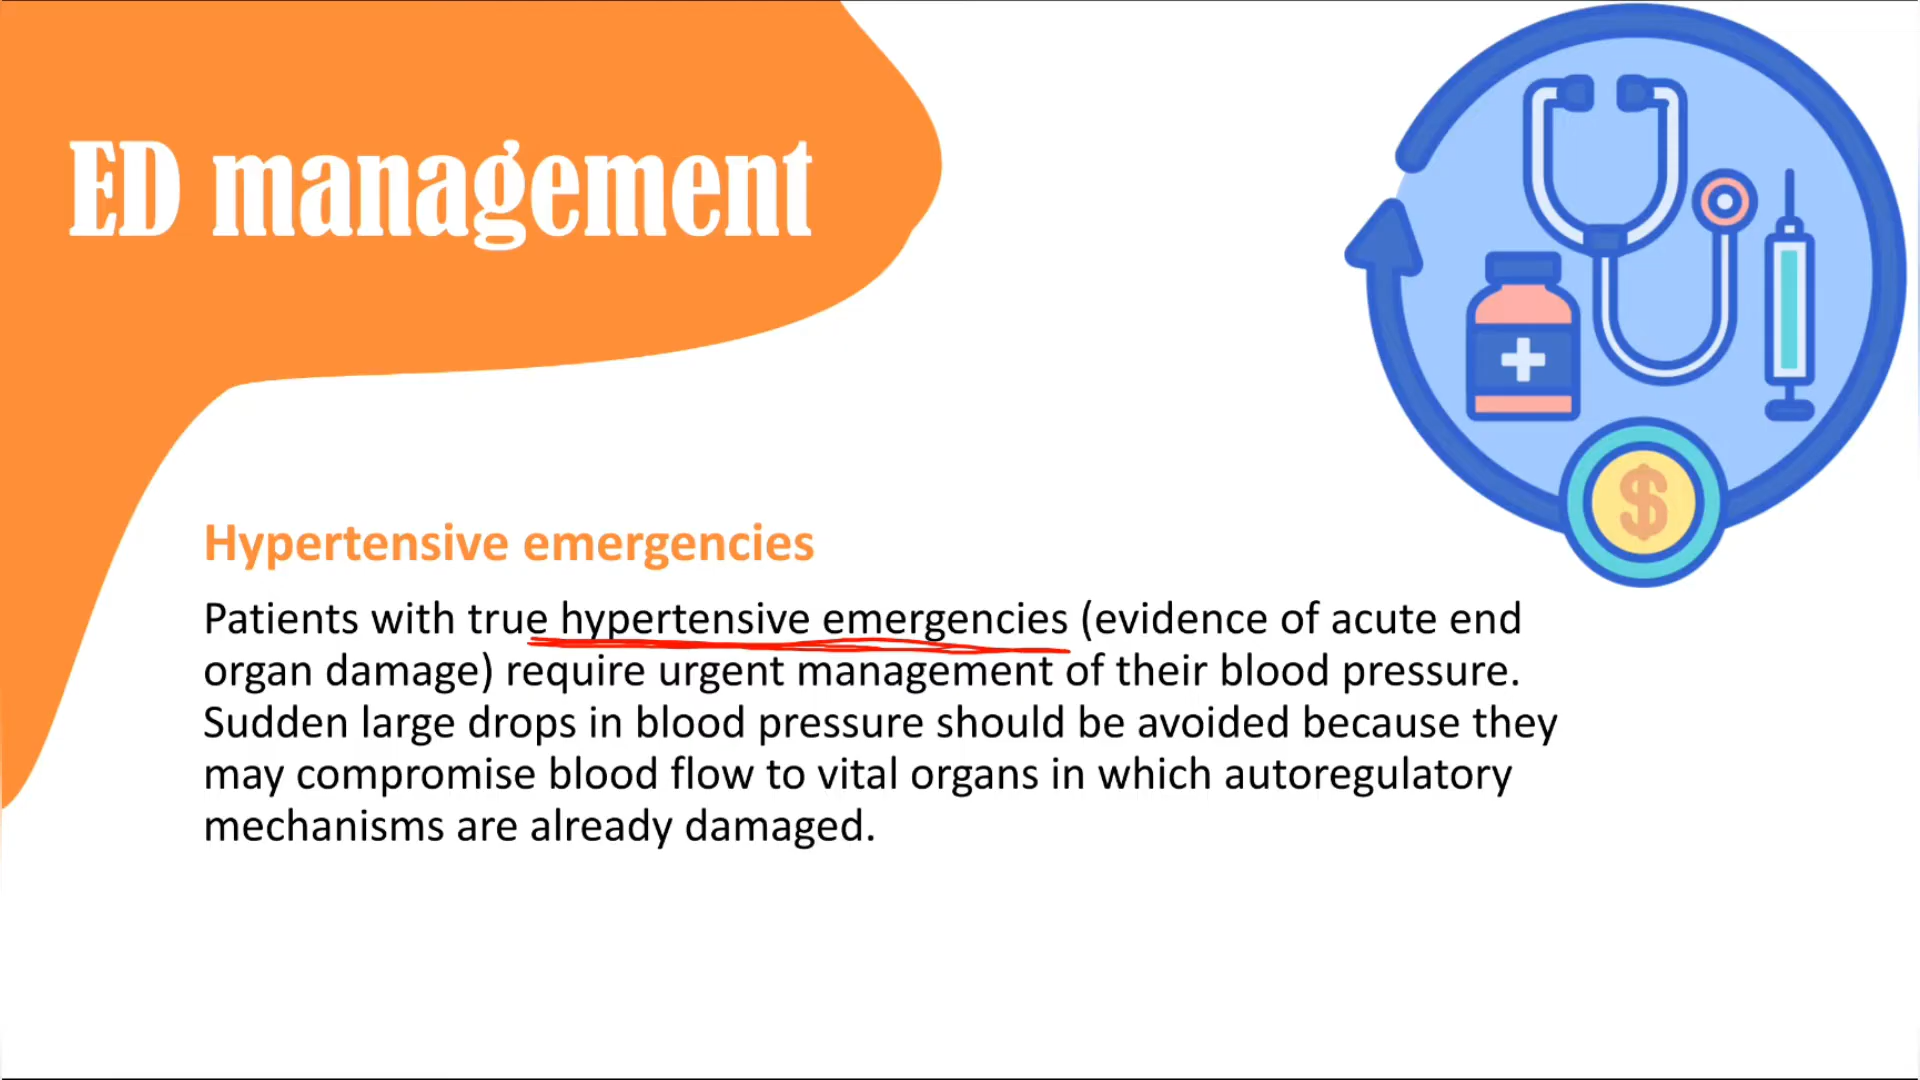 ED management
Hypertensive emergencies
Patients with true hypertensive emergencies (evidence of acute end
organ damage) require urgent management of their blood pressure.
Sudden large drops in blood pressure should be avoided because they
may compromise blood flow to vital organs in which autoregulatory
mechanisms are already damaged.
$